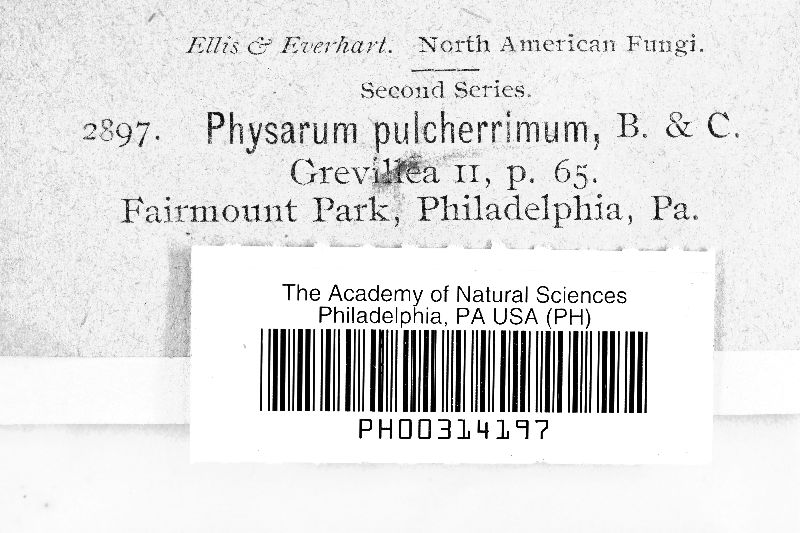 Ellis & Everhart. North American Fungi.
Second Series.
2897. Physarum pulcherrimum, B. & C.
Grevillea II, p. 65.
Fairmount Park, Philadelphia, Pa.
The Academy of Natural Sciences
Philadelphia, PA USA (PH)
PH00314197